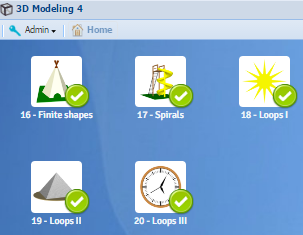 3D Modeling 4
Admin Home
16 - Finite shapes 17 - Spirals 18 - Loops I
19 - Loops II 20 - Loops III